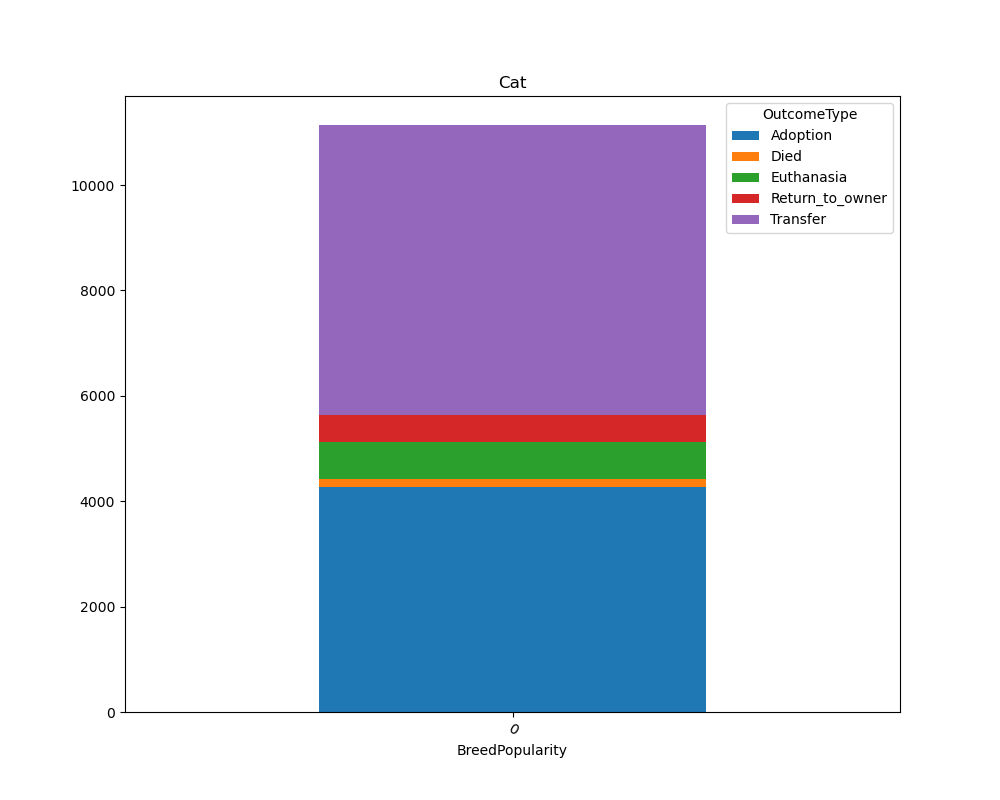 Cat
OutcomeType
Adoption
Died
Euthanasia
Return_to_owner
Transfer
10000
8000
6000
4000
2000
0
0
BreedPopularity